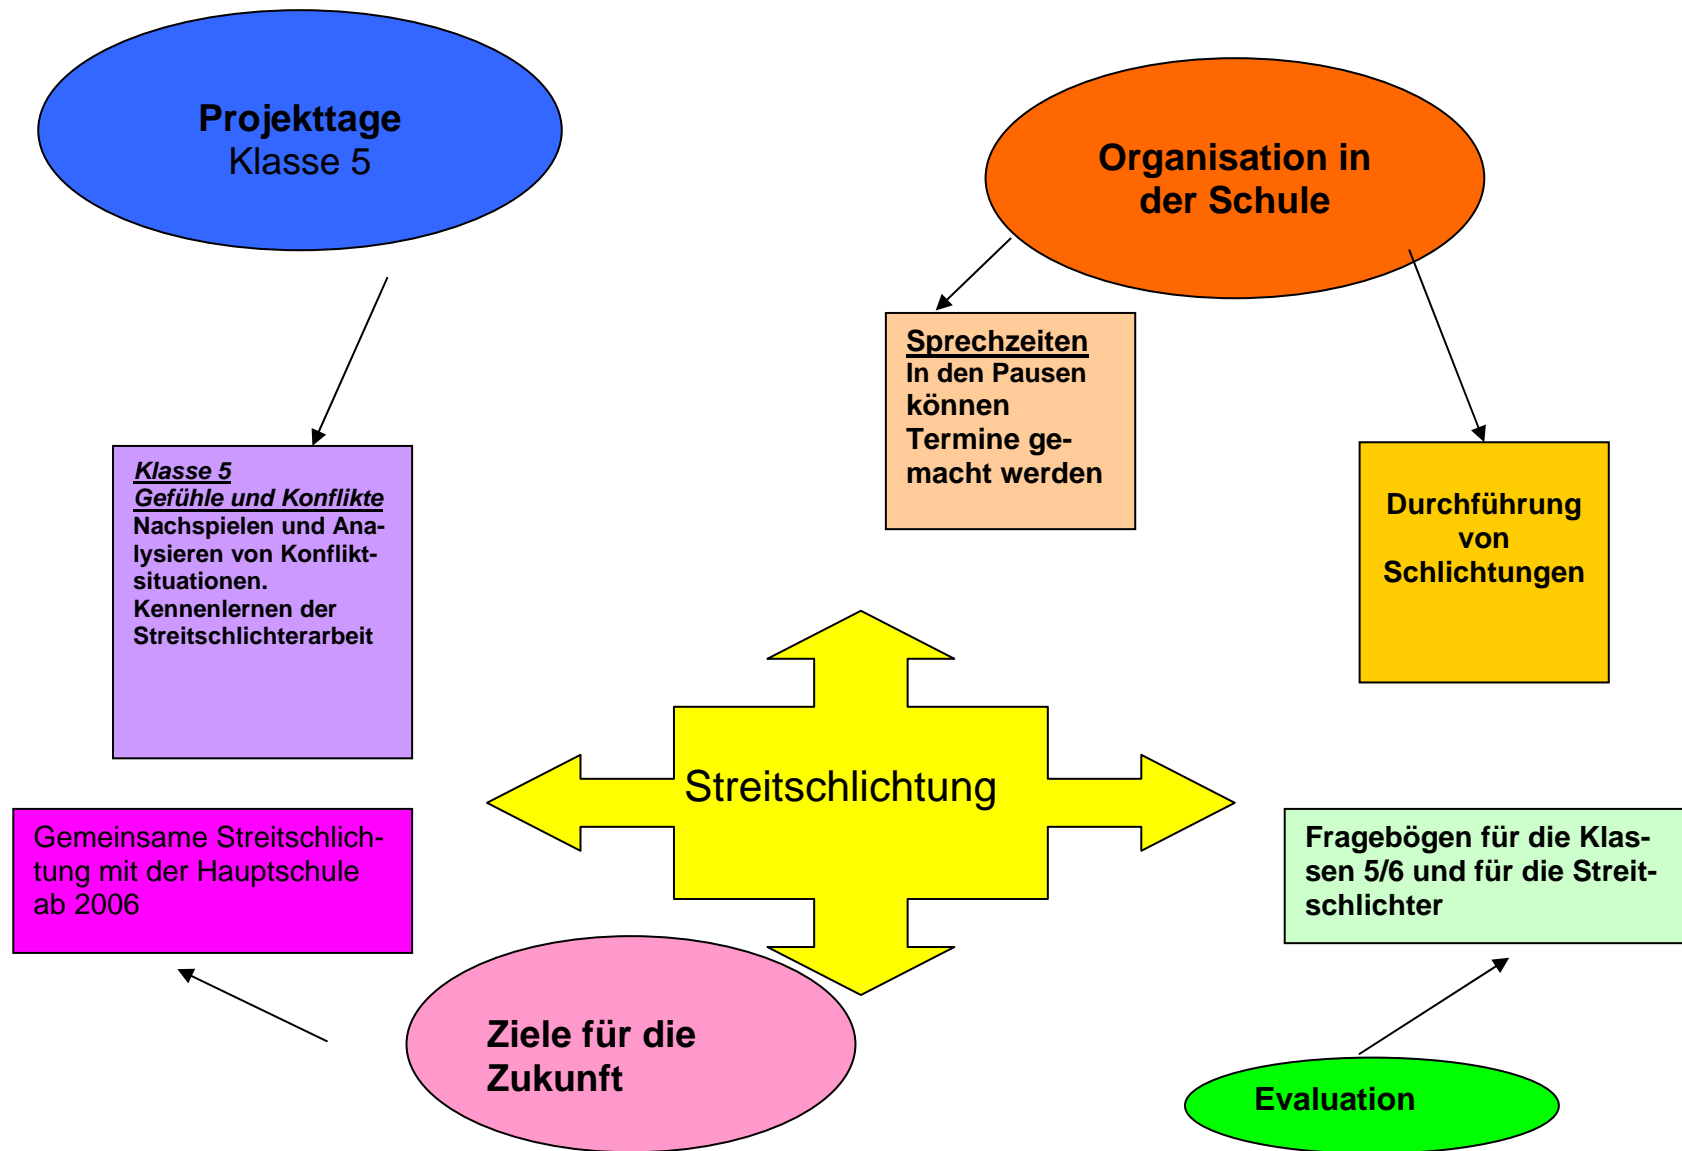 Projekttage
Klasse 5
Organisation in
der Schule
Sprechzeiten
In den Pausen
können
Termine ge-
macht werden
Klasse 5
Gefühle und Konflikte
Nachspielen und Ana-
lysieren von Konflikt-
situationen.
Kennenlernen der
Streitschlichterarbeit
Durchführung
von
Schlichtungen
Streitschlichtung
Gemeinsame Streitschlich-
tung mit der Hauptschule
ab 2006
Fragebögen für die Klas-
sen 5/6 und für die Streit-
schlichter
Ziele für die
Zukunft
Evaluation